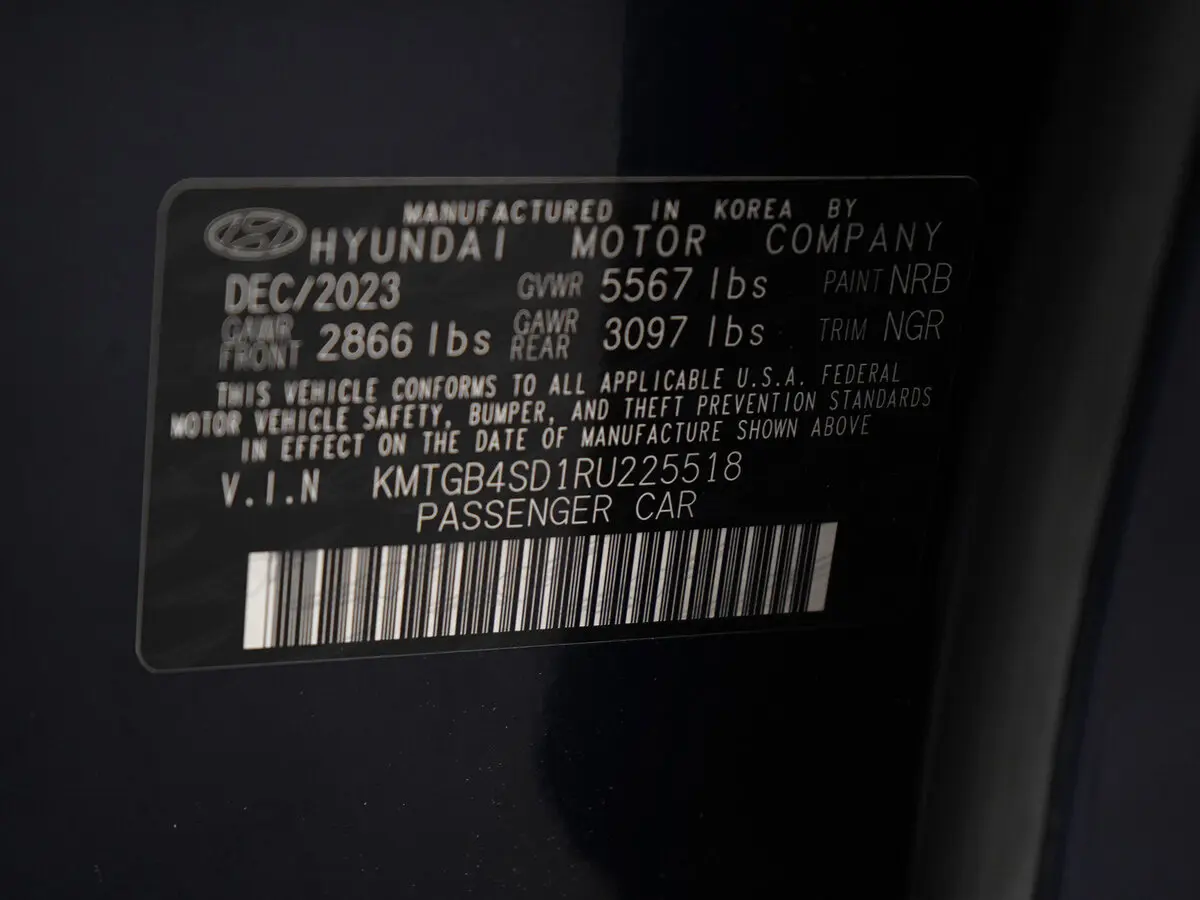 MANUFACTURED IN KOREA BY
HYUNDAI MOTOR COMPANY
DEC/2023 GVWR 5567 lbs PAINT NRB
GAWR FRONT 2866 lbs GAWR REAR 3097 lbs TRIM NGR
THIS VEHICLE CONFORMS TO ALL APPLICABLE U.S.A. FEDERAL
MOTOR VEHICLE SAFETY, BUMPER, AND THEFT PREVENTION STANDARDS
IN EFFECT ON THE DATE OF MANUFACTURE SHOWN ABOVE
V.I.N KMTGB4SD1RU225518
PASSENGER CAR